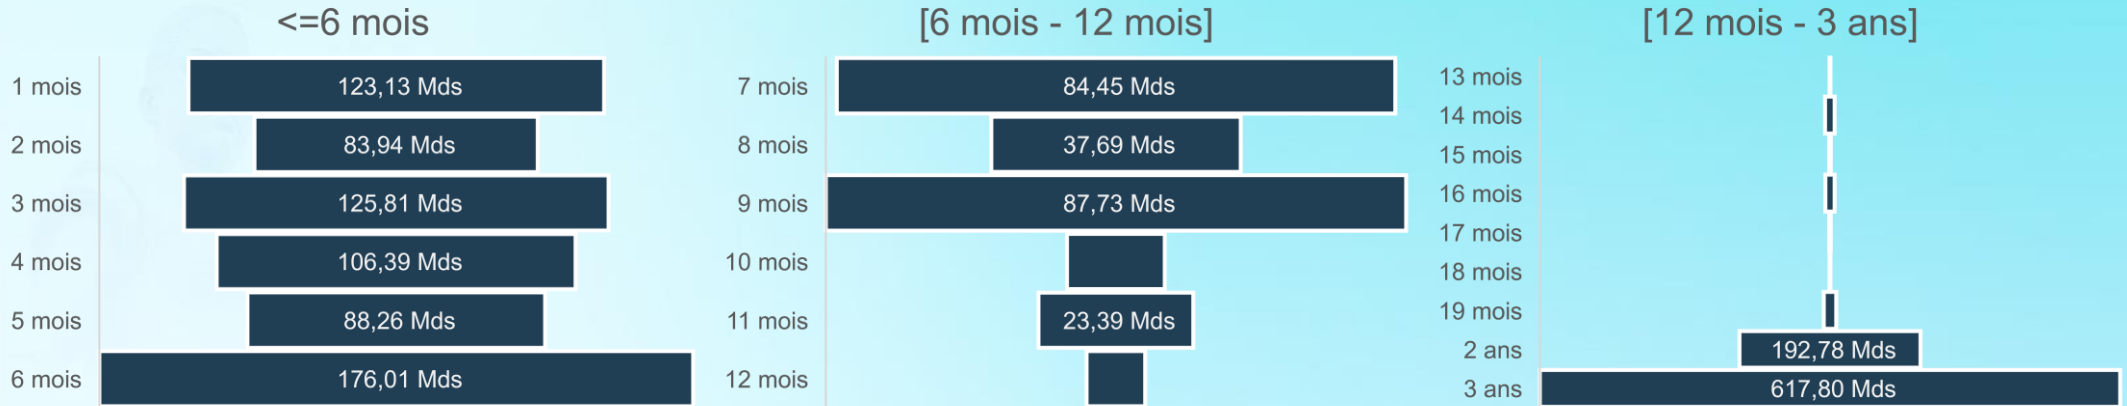 <=6 mois
1 mois 123,13 Mds
2 mois 83,94 Mds
3 mois 125,81 Mds
4 mois 106,39 Mds
5 mois 88,26 Mds
6 mois 176,01 Mds
[6 mois - 12 mois]
7 mois 84,45 Mds
8 mois 37,69 Mds
9 mois 87,73 Mds
10 mois
11 mois 23,39 Mds
12 mois
[12 mois - 3 ans]
13 mois
14 mois
15 mois
16 mois
17 mois
18 mois
19 mois
2 ans 192,78 Mds
3 ans 617,80 Mds